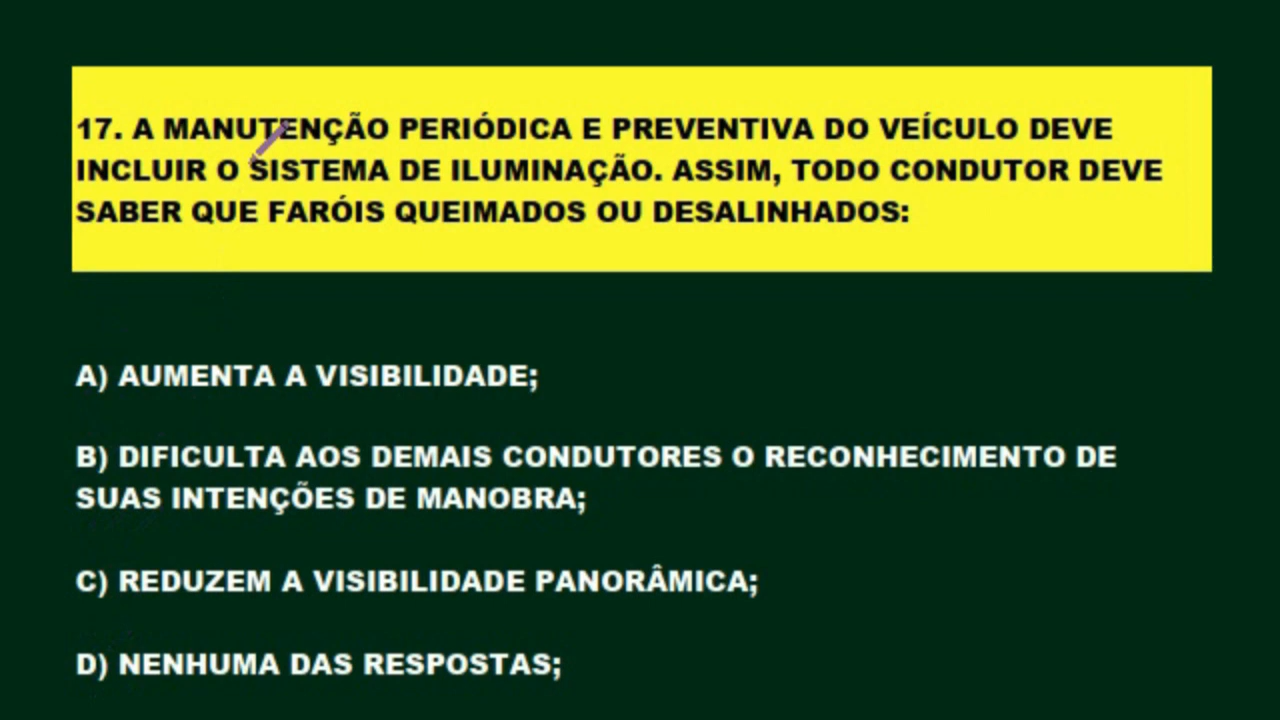 17. A MANUTENÇÃO PERIÓDICA E PREVENTIVA DO VEÍCULO DEVE
INCLUIR O SISTEMA DE ILUMINAÇÃO. ASSIM, TODO CONDUTOR DEVE
SABER QUE FARÓIS QUEIMADOS OU DESALINHADOS:
A) AUMENTA A VISIBILIDADE;
B) DIFICULTA AOS DEMAIS CONDUTORES O RECONHECIMENTO DE
SUAS INTENÇÕES DE MANOBRA;
C) REDUZEM A VISIBILIDADE PANORÂMICA;
D) NENHUMA DAS RESPOSTAS;